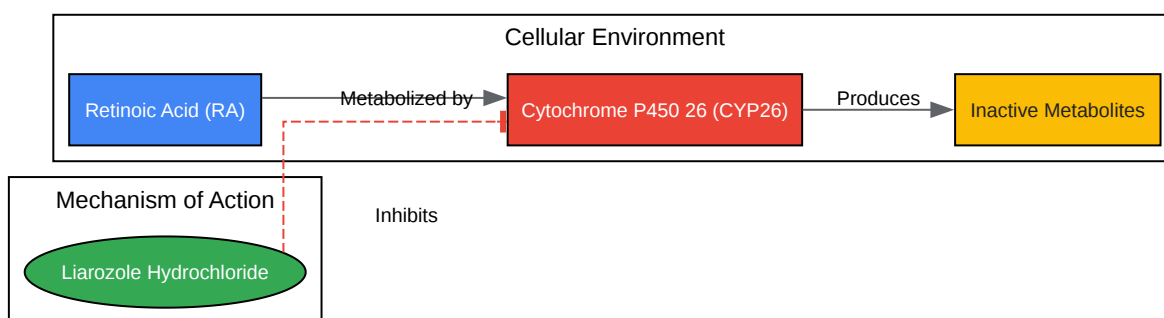 Cellular Environment
Retinoic Acid (RA)
Metabolized by
Cytochrome P450 26 (CYP26)
Produces
Inactive Metabolites
Mechanism of Action
Inhibits
Liarozole Hydrochloride